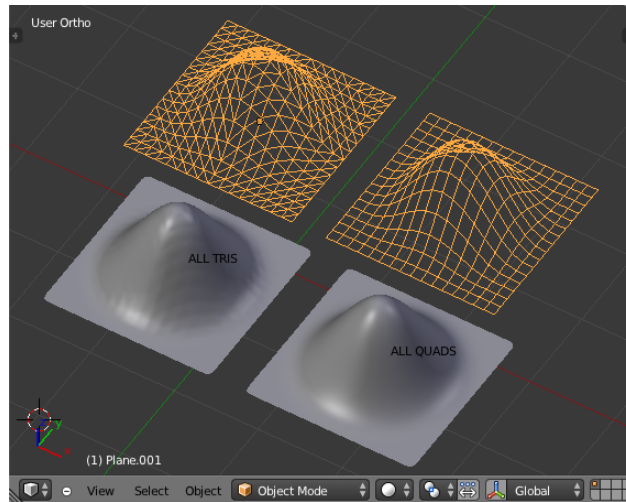 User Ortho
ALL TRIS
ALL QUADS
(1) Plane.001
View Select Object Object Mode Global